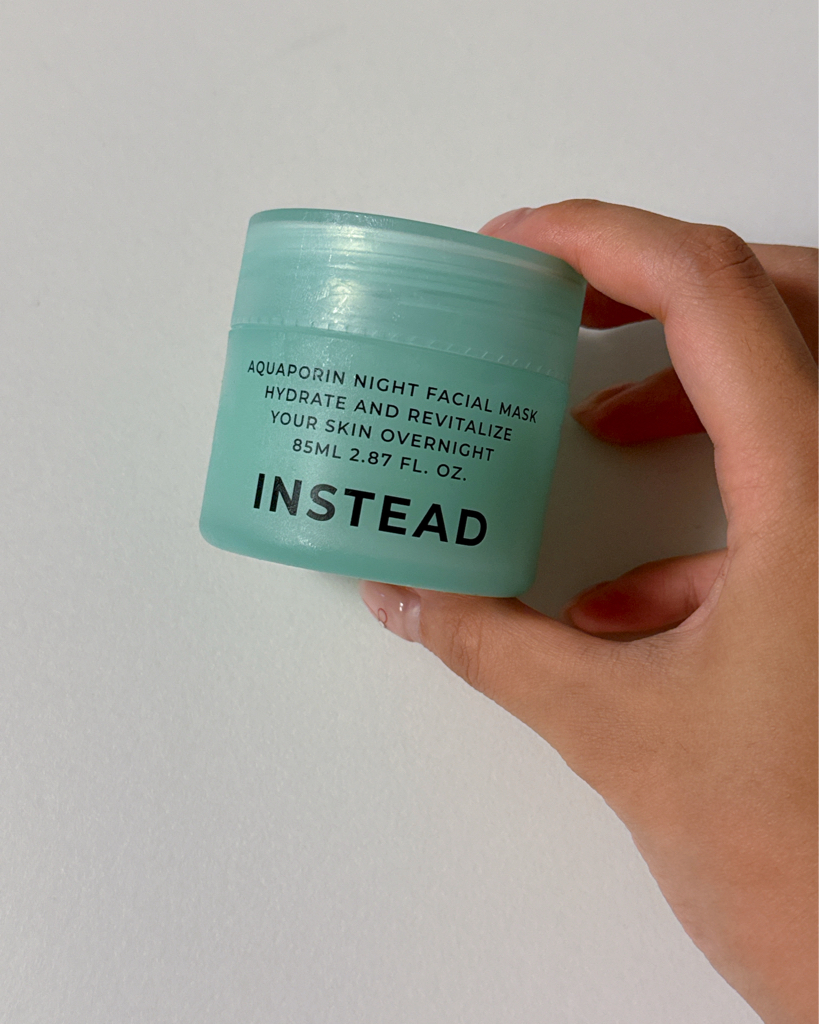 AQUAPORIN NIGHT FACIAL MASK
HYDRATE AND REVITALIZE
YOUR SKIN OVERNIGHT
85ML 2.87 FL. OZ.
INSTEAD